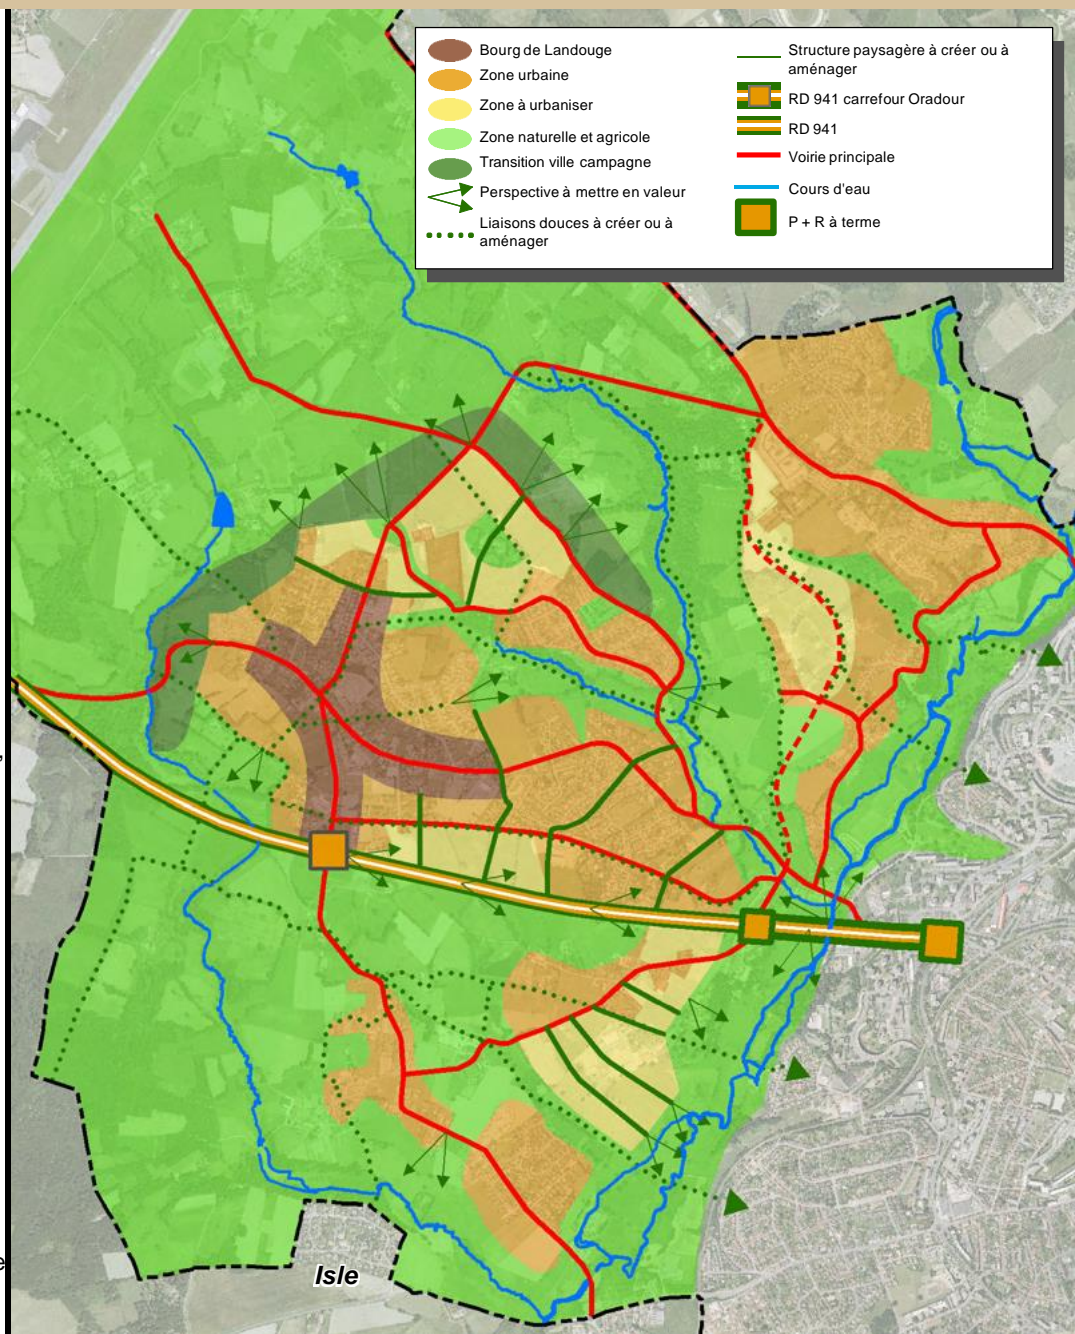 Bourg de Landouge
Zone urbaine
Zone à urbaniser
Zone naturelle et agricole
Transition ville campagne
Perspective à mettre en valeur
Liaisons douces à créer ou à
aménager
Structure paysagère à créer ou à
aménager
RD 941 carrefour Oradour
RD 941
Voirie principale
Cours d'eau
P + R à terme
,
e
Isle